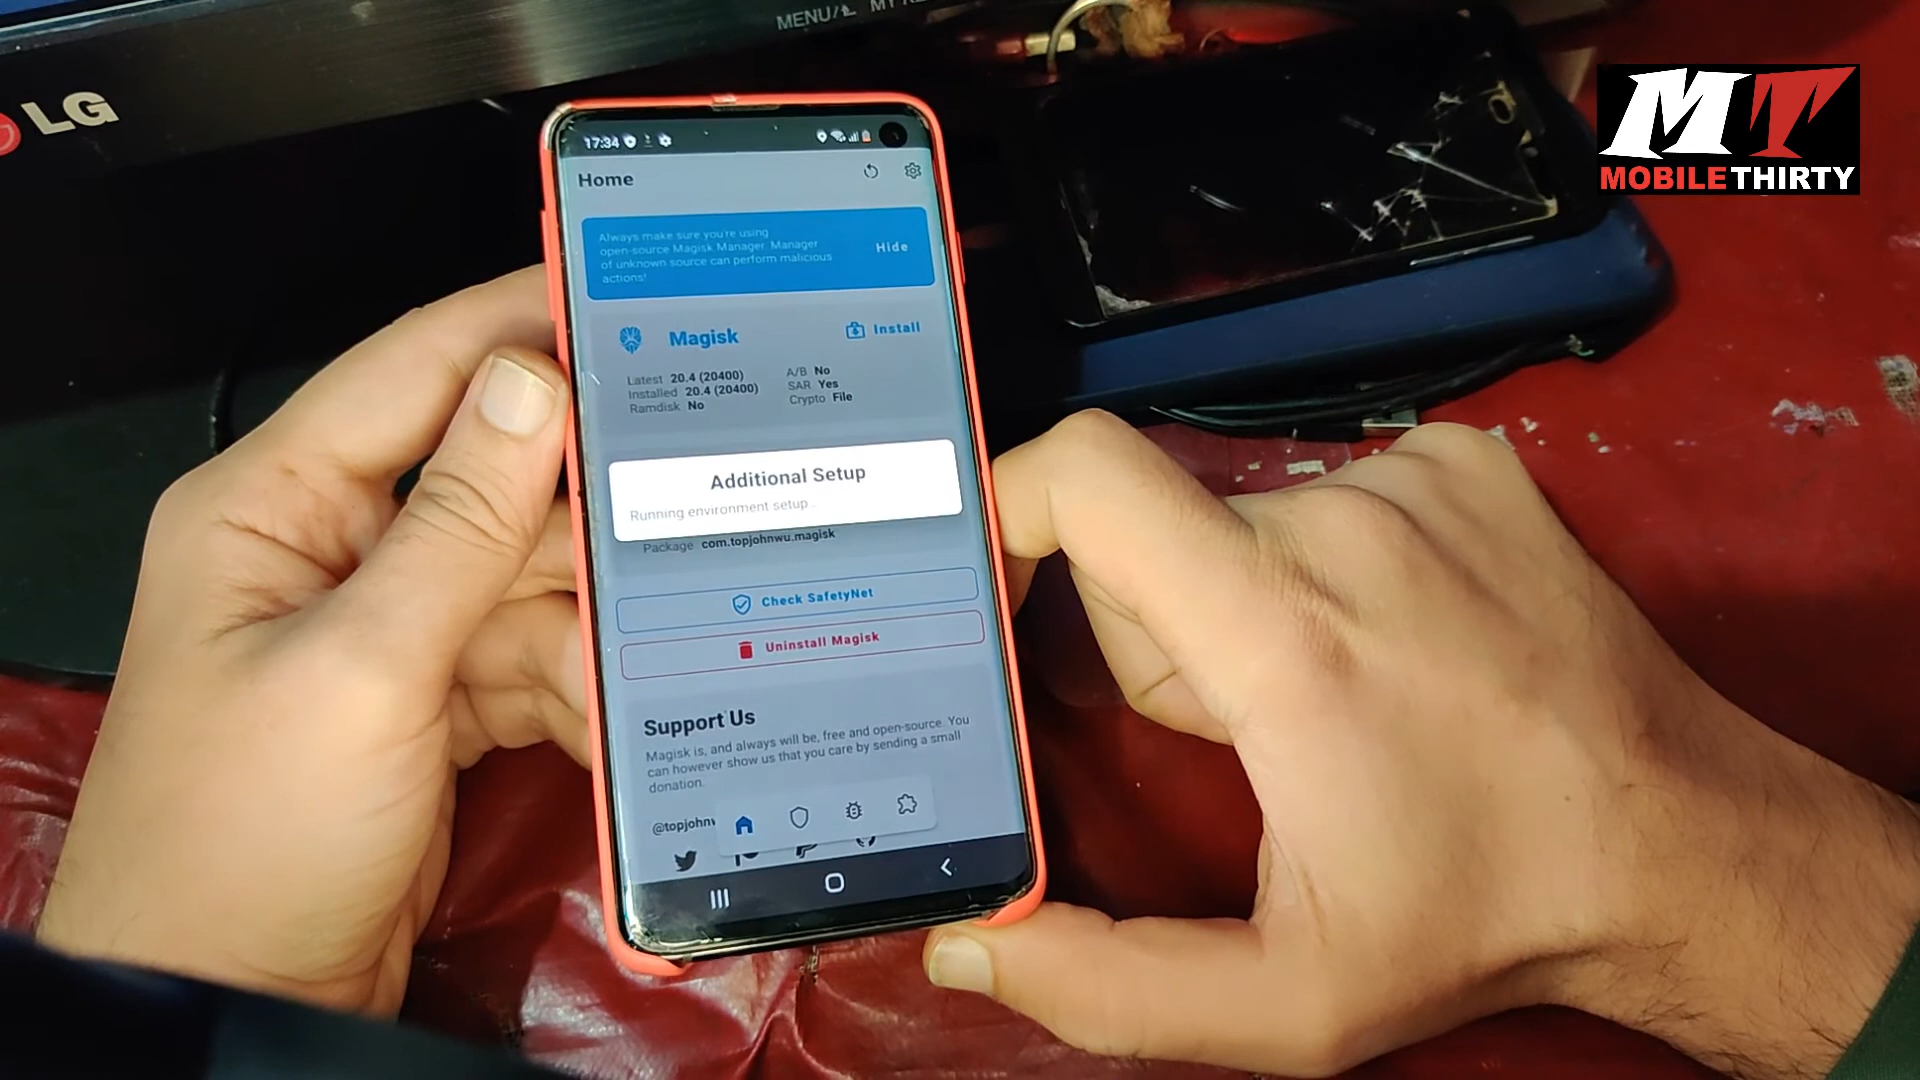 MENU/
LG
MT
MOBILETHIRTY
17:34
Home
Always make sure you're using
open-source Magisk Manager. Manager
of unknown source can perform malicious
actions!
Hide
Magisk
Install
Latest 20.4 (20400)
Installed 20.4 (20400)
Ramdisk No
A/B No
SAR Yes
Crypto File
Additional Setup
Running environment setup...
Package com.topjohnwu.magisk
Check SafetyNet
Uninstall Magisk
Support Us
Magisk is, and always will be, free and open-source. You
can however show us that you care by sending a small
donation.